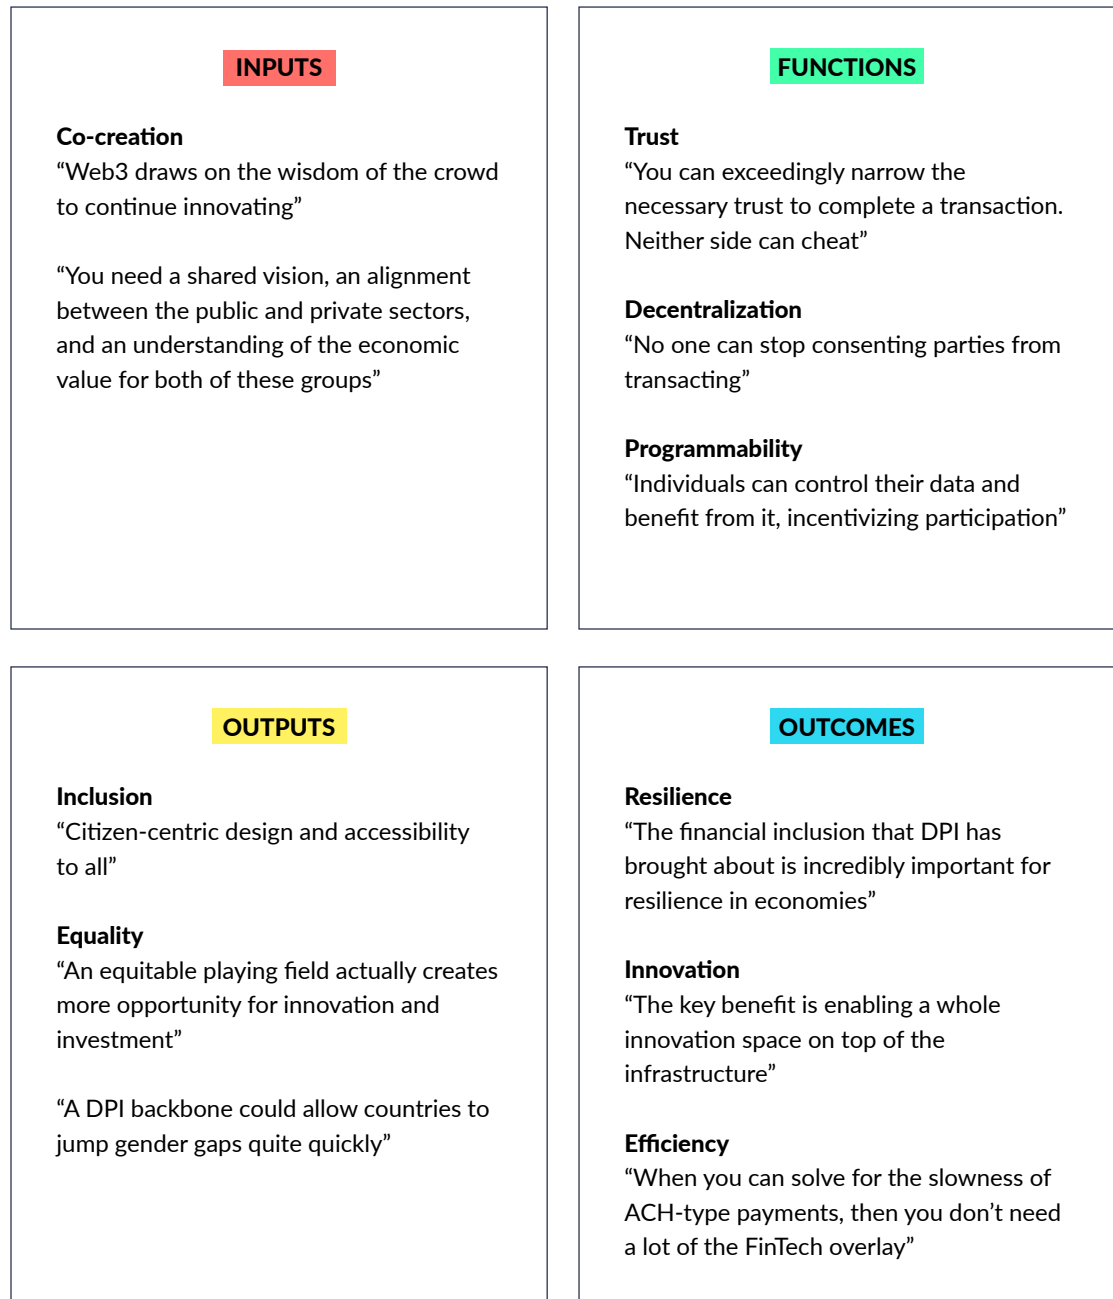 INPUTS
Co-creation
“Web3 draws on the wisdom of the crowd
to continue innovating”
“You need a shared vision, an alignment
between the public and private sectors,
and an understanding of the economic
value for both of these groups”
FUNCTIONS
Trust
“You can exceedingly narrow the
necessary trust to complete a transaction.
Neither side can cheat”
Decentralization
“No one can stop consenting parties from
transacting”
Programmability
“Individuals can control their data and
benefit from it, incentivizing participation”
OUTPUTS
Inclusion
“Citizen-centric design and accessibility
to all”
Equality
“An equitable playing field actually creates
more opportunity for innovation and
investment”
“A DPI backbone could allow countries to
jump gender gaps quite quickly”
OUTCOMES
Resilience
“The financial inclusion that DPI has
brought about is incredibly important for
resilience in economies”
Innovation
“The key benefit is enabling a whole
innovation space on top of the
infrastructure”
Efficiency
“When you can solve for the slowness of
ACH-type payments, then you don’t need
a lot of the FinTech overlay”